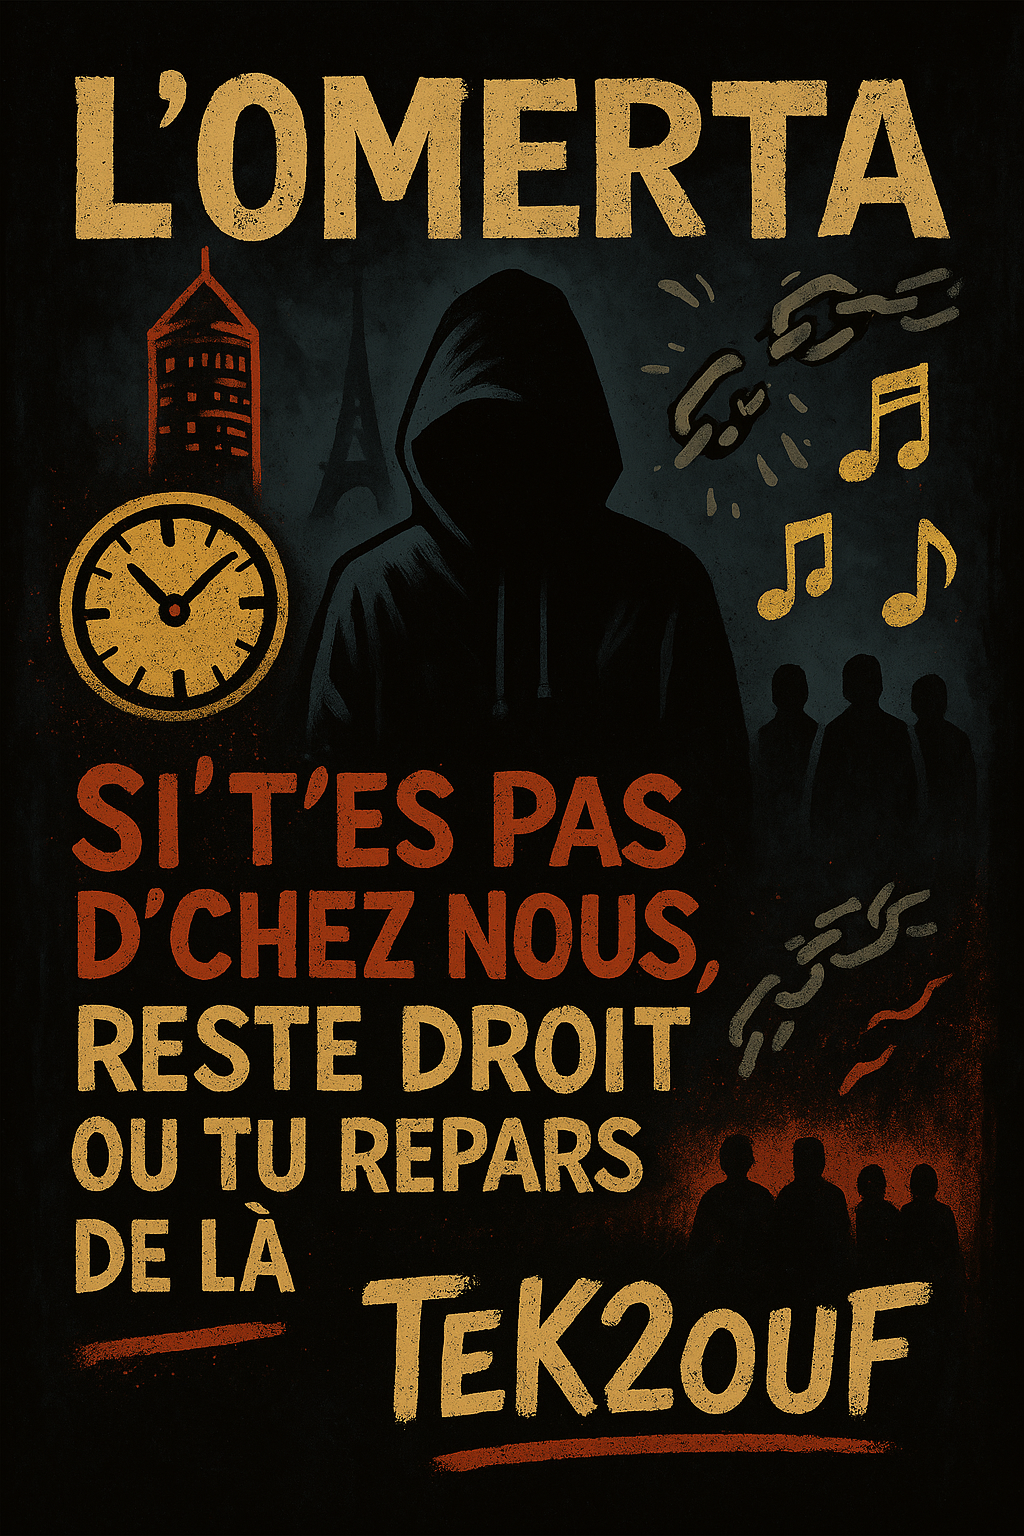 L'OMERTA
SI'T'ES PAS
D'CHEZ NOUS,
RESTE DROIT
OU TU REPARS
DE LÀ
TEK2OUF